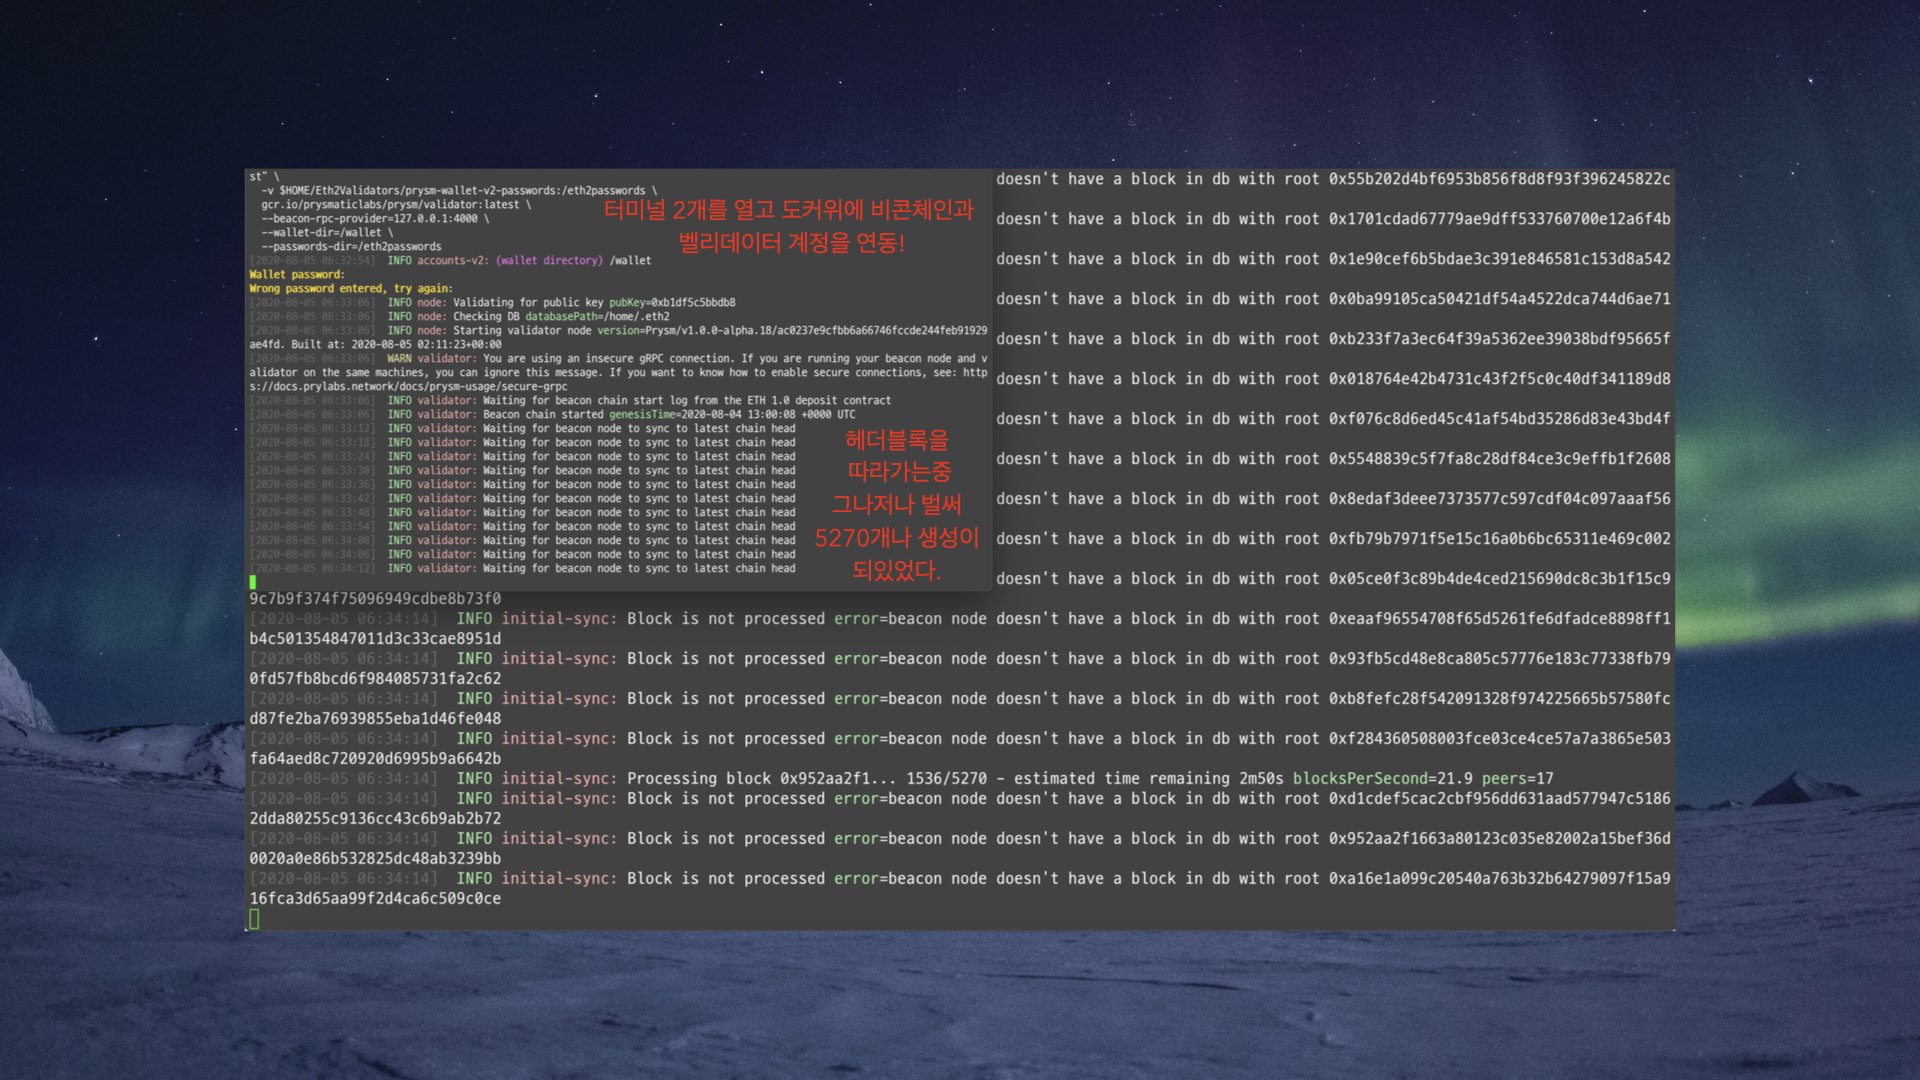 st" \
-v $HOME/Eth2Validators/prysm-wallet-v2-passwords:/eth2passwords \
gcr.io/prysmaticlabs/prysm/validator:latest \
--beacon-rpc-provider=127.0.0.1:4000 \
--wallet-dir=/wallet \
--passwords-dir=/eth2passwords
[2020-08-05 06:32:54]  INFO accounts-v2: (wallet directory) /wallet
Wallet password:
Wrong password entered, try again:
[2020-08-05 06:33:06]  INFO node: Validating for public key pubKey=0xb1df5c5bbdb8
[2020-08-05 06:33:06]  INFO node: Checking DB databasePath=/home/.eth2
[2020-08-05 06:33:06]  INFO node: Starting validator node version=Prysm/v1.0.0-alpha.18/ac0237e9cfbb6a66746fccde244feb91929
ae4fd. Built at: 2020-08-05 02:11:23+00:00
[2020-08-05 06:33:06]  WARN validator: You are using an insecure gRPC connection. If you are running your beacon node and v
alidator on the same machines, you can ignore this message. If you want to know how to enable secure connections, see: http
s://docs.prylabs.network/docs/prysm-usage/secure-grpc
[2020-08-05 06:33:06]  INFO validator: Waiting for beacon chain start log from the ETH 1.0 deposit contract
[2020-08-05 06:33:06]  INFO validator: Beacon chain started genesisTime=2020-08-04 13:00:08 +0000 UTC
[2020-08-05 06:33:12]  INFO validator: Waiting for beacon node to sync to latest chain head
[2020-08-05 06:33:18]  INFO validator: Waiting for beacon node to sync to latest chain head
[2020-08-05 06:33:24]  INFO validator: Waiting for beacon node to sync to latest chain head
[2020-08-05 06:33:30]  INFO validator: Waiting for beacon node to sync to latest chain head
[2020-08-05 06:33:36]  INFO validator: Waiting for beacon node to sync to latest chain head
[2020-08-05 06:33:42]  INFO validator: Waiting for beacon node to sync to latest chain head
[2020-08-05 06:33:48]  INFO validator: Waiting for beacon node to sync to latest chain head
[2020-08-05 06:33:54]  INFO validator: Waiting for beacon node to sync to latest chain head
[2020-08-05 06:34:00]  INFO validator: Waiting for beacon node to sync to latest chain head
[2020-08-05 06:34:06]  INFO validator: Waiting for beacon node to sync to latest chain head
[2020-08-05 06:34:12]  INFO validator: Waiting for beacon node to sync to latest chain head
터미널 2개를 열고 도커위에 비콘체인과
벨리데이터 계정을 연동!
헤더블록을
따라가는중
그나저나 벌써
5270개나 생성이
되있었다.
doesn't have a block in db with root 0x55b202d4bf6953b856f8d8f93f396245822c
doesn't have a block in db with root 0x1701cdad67779ae9dff533760700e12a6f4b
doesn't have a block in db with root 0x1e90cef6b5bdae3c391e846581c153d8a542
doesn't have a block in db with root 0x0ba99105ca50421df54a4522dca744d6ae71
doesn't have a block in db with root 0xb233f7a3ec64f39a5362ee39038bdf95665f
doesn't have a block in db with root 0x018764e42b4731c43f2f5c0c40df341189d8
doesn't have a block in db with root 0xf076c8d6ed45c41af54bd35286d83e43bd4f
doesn't have a block in db with root 0x5548839c5f7fa8c28df84ce3c9effb1f2608
doesn't have a block in db with root 0x8edaf3deee7373577c597cdf04c097aaaf56
doesn't have a block in db with root 0xfb79b7971f5e15c16a0b6bc65311e469c002
doesn't have a block in db with root 0x05ce0f3c89b4de4ced215690dc8c3b1f15c9
9c7b9f374f75096949cdbe8b73f0
[2020-08-05 06:34:14]  INFO initial-sync: Block is not processed error=beacon node doesn't have a block in db with root 0xeaaf96554708f65d5261fe6dfadce8898ff1
b4c501354847011d3c33cae8951d
[2020-08-05 06:34:14]  INFO initial-sync: Block is not processed error=beacon node doesn't have a block in db with root 0x93fb5cd48e8ca805c57776e183c77338fb79
0fd57fb8bcd6f984085731fa2c62
[2020-08-05 06:34:14]  INFO initial-sync: Block is not processed error=beacon node doesn't have a block in db with root 0xb8fefc28f542091328f974225665b57580fc
d87fe2ba76939855eba1d46fe048
[2020-08-05 06:34:14]  INFO initial-sync: Block is not processed error=beacon node doesn't have a block in db with root 0xf284360508003fce03ce4ce57a7a3865e503
fa64aed8c720920d6995b9a6642b
[2020-08-05 06:34:14]  INFO initial-sync: Processing block 0x952aa2f1... 1536/5270 - estimated time remaining 2m50s blocksPerSecond=21.9 peers=17
[2020-08-05 06:34:14]  INFO initial-sync: Block is not processed error=beacon node doesn't have a block in db with root 0xd1cdef5cac2cbf956dd631aad577947c5186
2dda80255c9136cc43c6b9ab2b72
[2020-08-05 06:34:14]  INFO initial-sync: Block is not processed error=beacon node doesn't have a block in db with root 0x952aa2f1663a80123c035e82002a15bef36d
0020a0e86b532825dc48ab3239bb
[2020-08-05 06:34:14]  INFO initial-sync: Block is not processed error=beacon node doesn't have a block in db with root 0xa16e1a099c20540a763b32b64279097f15a9
16fca3d65aa99f2d4ca6c509c0ce